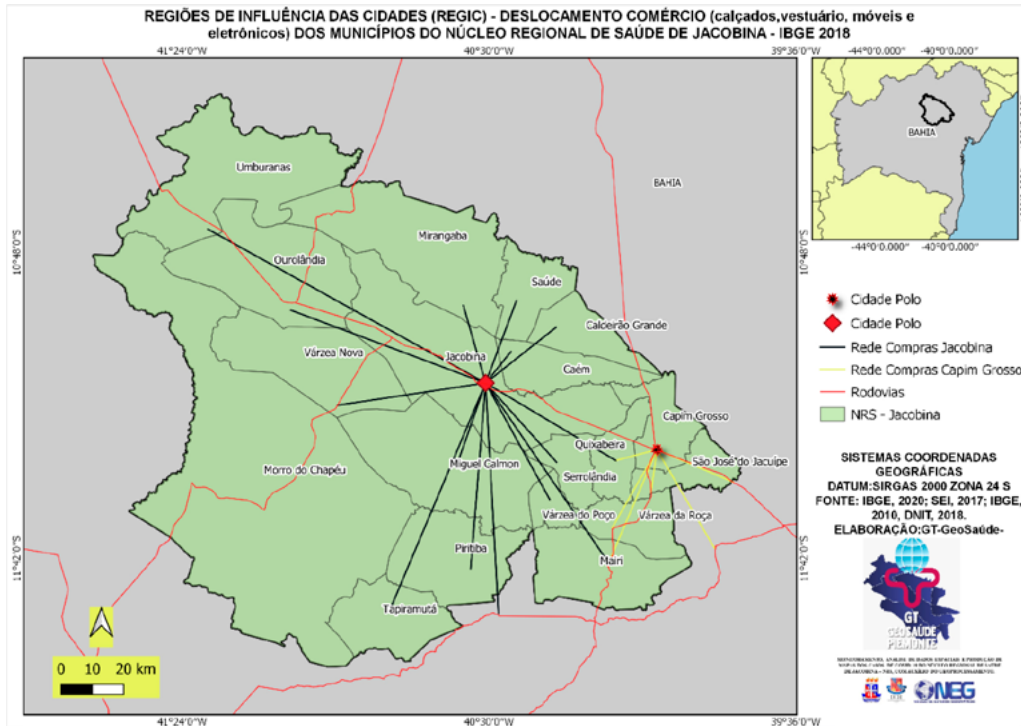 REGIÕES DE INFLUÊNCIA DAS CIDADES (REGIC) - DESLOCAMENTO COMÉRCIO (calçados,vestuário, móveis e
eletrônicos) DOS MUNICÍPIOS DO NÚCLEO REGIONAL DE SAÚDE DE JACOBINA - IBGE 2018
41°24'0"W
40°30'0"W
39°36'0"W
-44°0'0.000"
-40°0'0.000"
Umburanas
BAHIA
BAHIA
Mirangaba
10°48'0"S
10°48'0"S
Ourolândia
Saúde
-44°0'0.000"
-40°0'0.000"
Caldeirão Grande
Várzea Nova
Jacobina
Caém
Capim Grosso
Quixabeira
São José do Jacuípe
Morro do Chapéu
Miguel Calmon
Serrolândia
Várzea do Poço
Várzea da Roça
Piritiba
Mairi
11°42'0"S
11°42'0"S
Tapiramutá
0 10 20 km
41°24'0"W
40°30'0"W
39°36'0"W
Cidade Polo
Cidade Polo
Rede Compras Jacobina
Rede Compras Capim Grosso
Rodovias
NRS - Jacobina
SISTEMAS COORDENADAS
GEOGRÁFICAS
DATUM:SIRGAS 2000 ZONA 24 S
FONTE: IBGE, 2020; SEI, 2017; IBGE,
2010, DNIT, 2018.
ELABORAÇÃO:GT-GeoSaúde-
GT
GEOSAÚDE
PIEMONTE
NEG